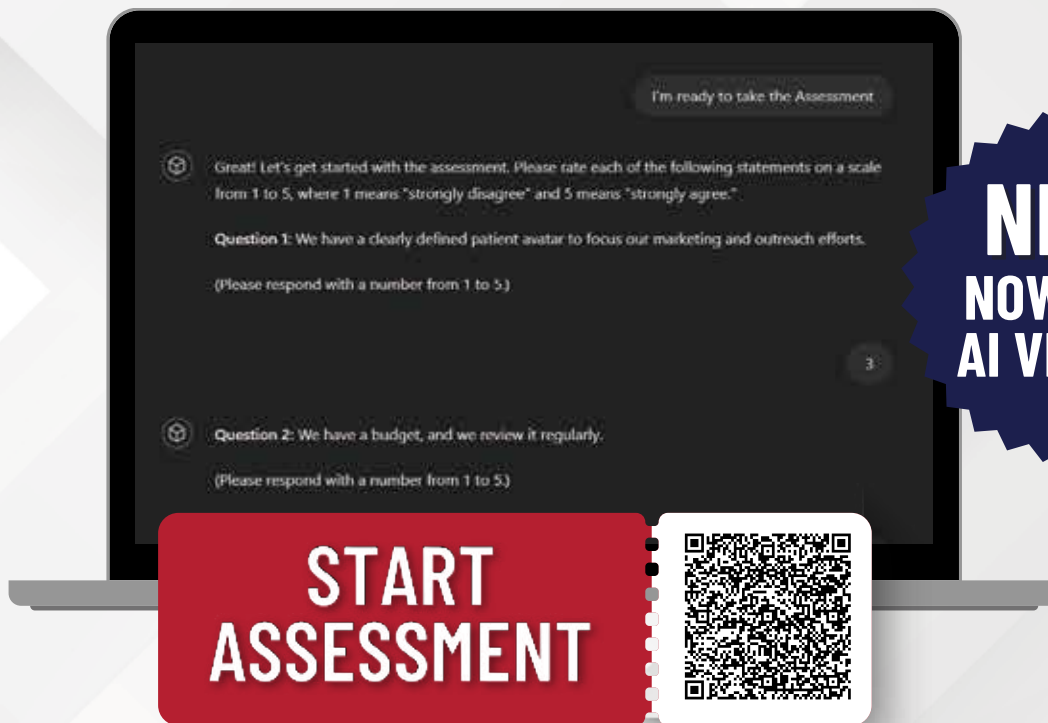 I'm ready to take the Assessment
Great! Let's get started with the assessment. Please rate each of the following statements on a scale
from 1 to 5, where 1 means "strongly disagree" and 5 means "strongly agree."
Question 1: We have a clearly defined patient avatar to focus our marketing and outreach efforts.
(Please respond with a number from 1 to 5.)
3
Question 2: We have a budget, and we review it regularly.
(Please respond with a number from 1 to 5.)
START
ASSESSMENT